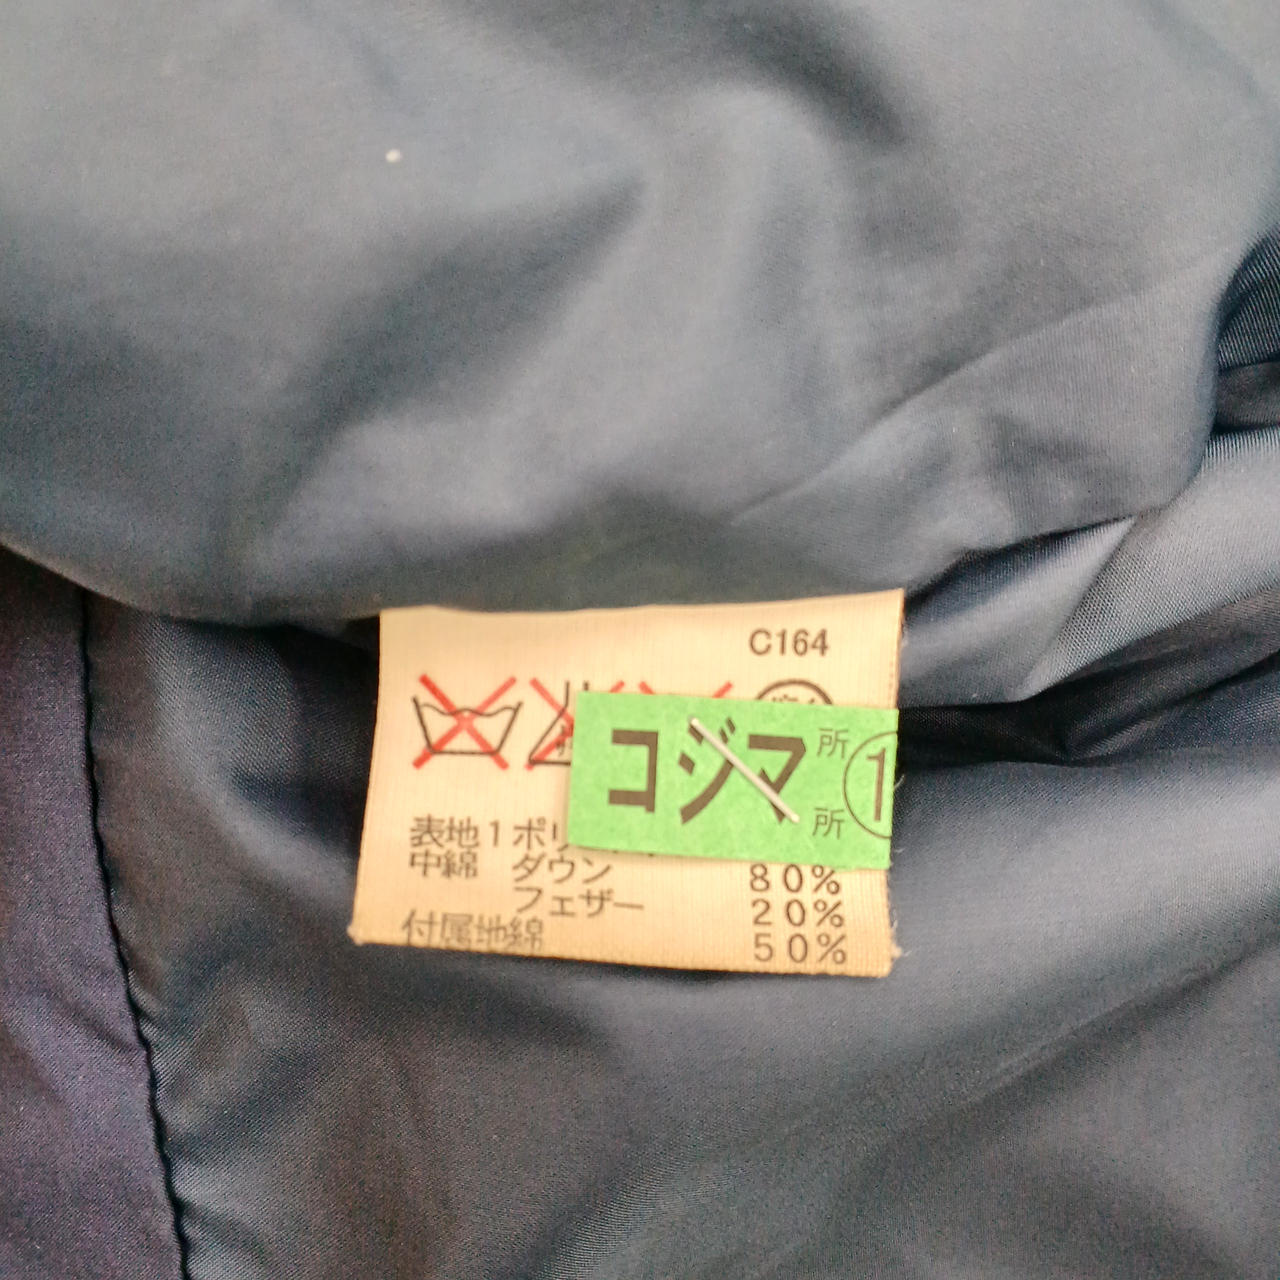 C164
コジマ
所
所
1
表地1 ポリ
中綿 ダウン 80%
フェザー 20%
付属地綿 50%